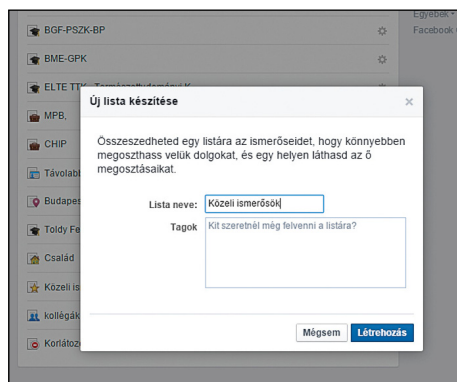 Egyebek
BGF-PSZK-BP
Facebook
BME-GPK
ELTE TTK - Természettudományi K
Új lista készítése
MPB,
CHIP
Összeszedheted egy listára az ismerőseidet, hogy könnyebben
megoszthass velük dolgokat, és egy helyen láthasd az ő
megosztásaikat.
Távolabb
Lista neve: Közeli ismerősök
Budapes
Tagok Kit szeretnél még felvenni a listára?
Toldy Fe
Család
Közeli is
kollégák
Mégsem Létrehozás
Korlátoz